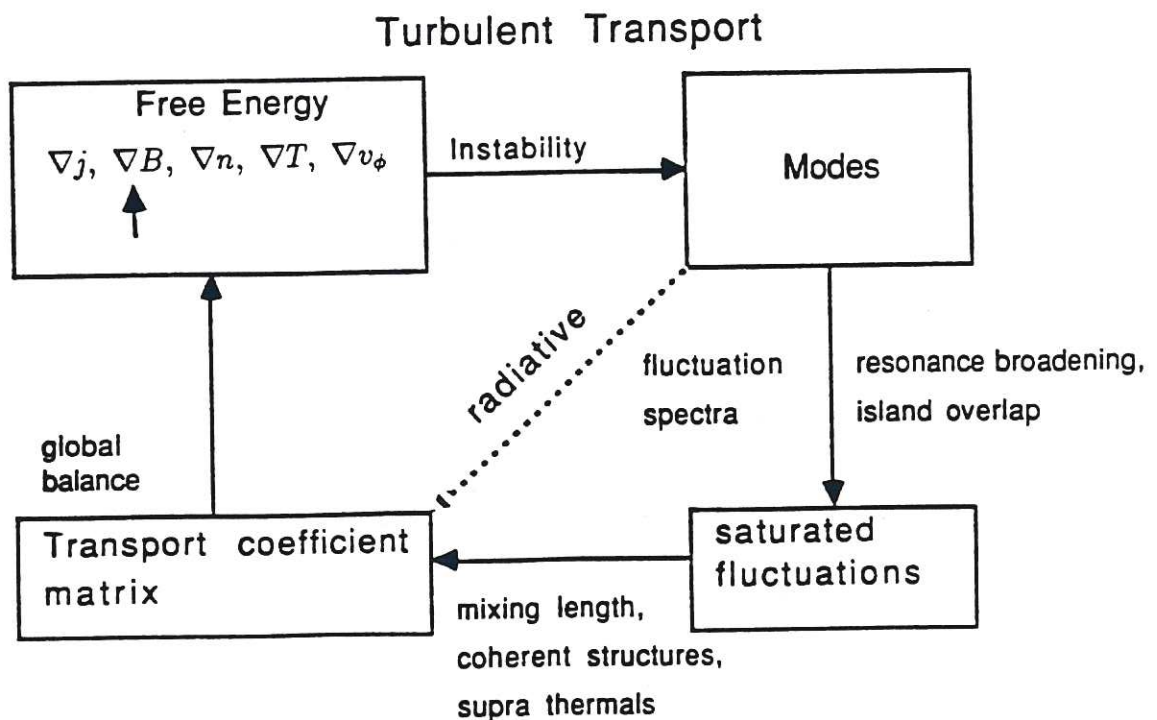 Turbulent Transport
Free Energy
∇j, ∇B, ∇n, ∇T, ∇v_ϕ
Instability
Modes
radiative
fluctuation
spectra
resonance broadening,
island overlap
global
balance
Transport coefficient
matrix
saturated
fluctuations
mixing length,
coherent structures,
supra thermals